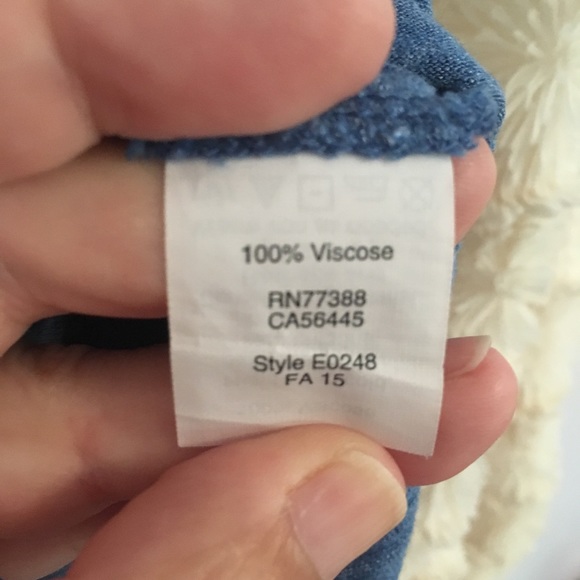 100% Viscose
RN77388
CA56445
Style E0248
FA 15